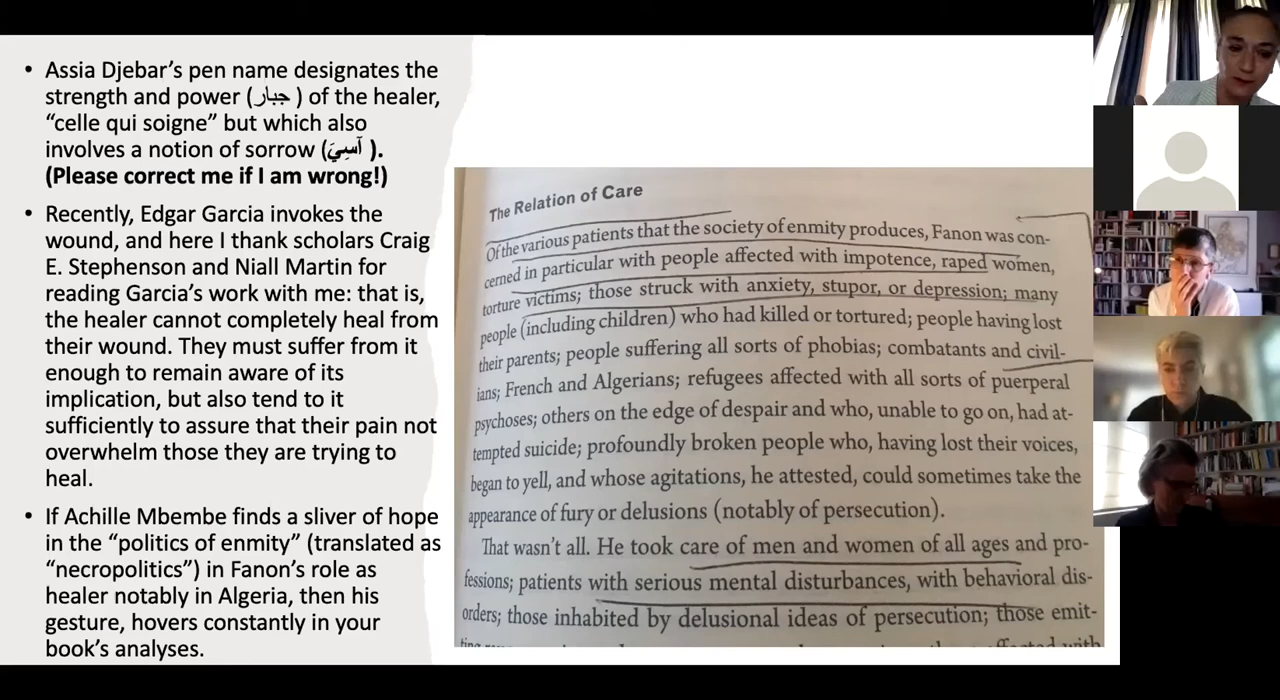 • Assia Djebar’s pen name designates the
strength and power (جبار ) of the healer,
“celle qui soigne” but which also
involves a notion of sorrow (آسِيَ ).
(Please correct me if I am wrong!)
• Recently, Edgar Garcia invokes the
wound, and here I thank scholars Craig
E. Stephenson and Niall Martin for
reading Garcia’s work with me: that is,
the healer cannot completely heal from
their wound. They must suffer from it
enough to remain aware of its
implication, but also tend to it
sufficiently to assure that their pain not
overwhelm those they are trying to
heal.
• If Achille Mbembe finds a sliver of hope
in the “politics of enmity” (translated as
“necropolitics”) in Fanon’s role as
healer notably in Algeria, then his
gesture, hovers constantly in your
book’s analyses.
The Relation of Care
Of the various patients that the society of enmity produces, Fanon was con-
cerned in particular with people affected with impotence, raped women,
torture victims; those struck with anxiety, stupor, or depression; many
people (including children) who had killed or tortured; people having lost
their parents; people suffering all sorts of phobias; combatants and civil-
ians; French and Algerians; refugees affected with all sorts of puerperal
psychoses; others on the edge of despair and who, unable to go on, had at-
tempted suicide; profoundly broken people who, having lost their voices,
began to yell, and whose agitations, he attested, could sometimes take the
appearance of fury or delusions (notably of persecution).
That wasn’t all. He took care of men and women of all ages and pro-
fessions; patients with serious mental disturbances, with behavioral dis-
orders; those inhabited by delusional ideas of persecution; those emit-